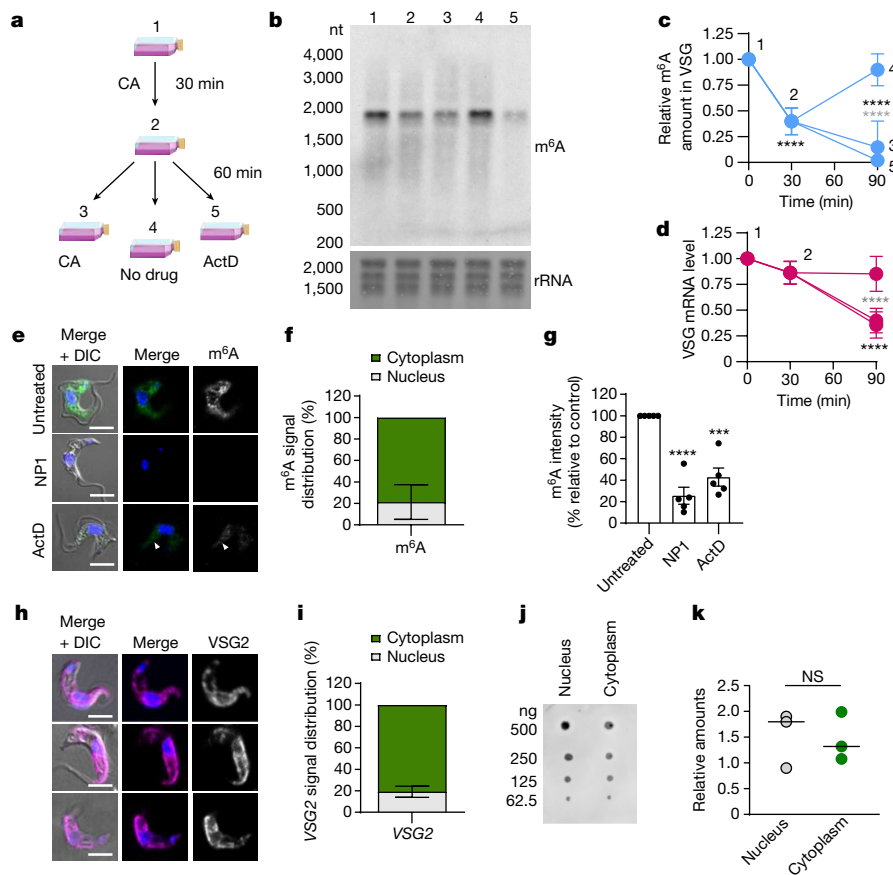 a
1
CA
30 min
2
60 min
3
4
5
CA
No drug
ActD
b
nt
1 2 3 4 5
4,000
3,000
2,000
1,500
1,000
500
200
m⁶A
2,000
1,500
rRNA
c
Relative m⁶A
amount in VSG
1.25
1.00
0.75
0.50
0.25
0
1
2
4
3
5
****
****
****
0 30 60 90
Time (min)
d
VSG mRNA level
1.25
1.00
0.75
0.50
0.25
0
1
2
****
****
0 30 60 90
Time (min)
e
Merge
+ DIC
Merge
m⁶A
Untreated
NP1
ActD
f
Cytoplasm
Nucleus
m⁶A signal
distribution (%)
120
100
80
60
40
20
0
m⁶A
g
m⁶A intensity
(% relative to control)
120
100
80
60
40
20
0
****
***
Untreated
NP1
ActD
h
Merge
+ DIC
Merge
VSG2
i
Cytoplasm
Nucleus
VSG2 signal distribution (%)
120
100
80
60
40
20
0
VSG2
j
Nucleus
Cytoplasm
ng
500
250
125
62.5
k
NS
Relative amounts
2.5
2.0
1.5
1.0
0.5
0
Nucleus
Cytoplasm